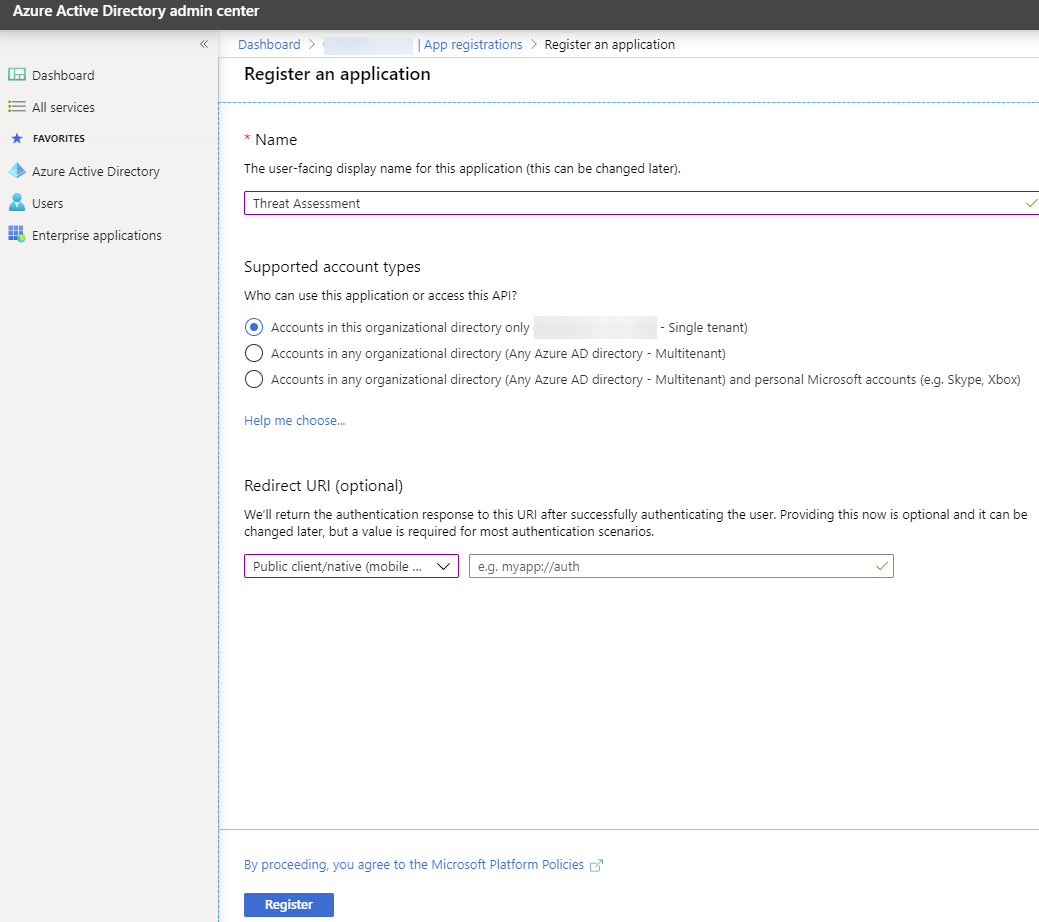 Azure Active Directory admin center
«
Dashboard > | App registrations > Register an application
Register an application
Dashboard
All services
FAVORITES
Azure Active Directory
Users
Enterprise applications
* Name
The user-facing display name for this application (this can be changed later).
Threat Assessment
Supported account types
Who can use this application or access this API?
Accounts in this organizational directory only - Single tenant)
Accounts in any organizational directory (Any Azure AD directory - Multitenant)
Accounts in any organizational directory (Any Azure AD directory - Multitenant) and personal Microsoft accounts (e.g. Skype, Xbox)
Help me choose...
Redirect URI (optional)
We'll return the authentication response to this URI after successfully authenticating the user. Providing this now is optional and it can be
changed later, but a value is required for most authentication scenarios.
Public client/native (mobile ...
e.g. myapp://auth
By proceeding, you agree to the Microsoft Platform Policies
Register